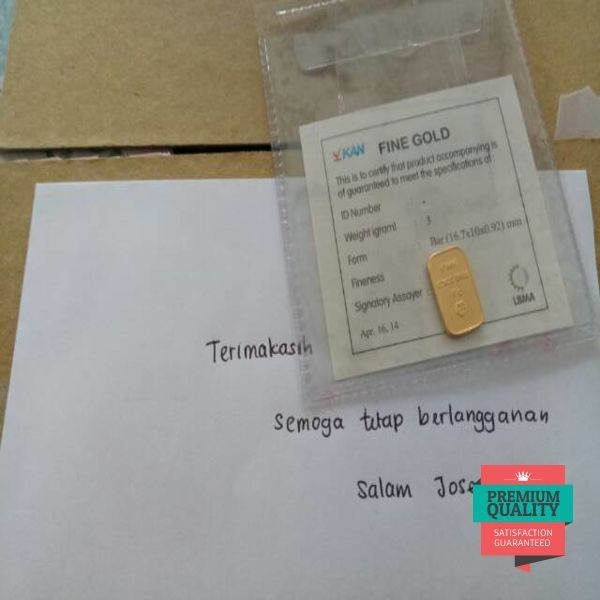 KAN FINE GOLD
This is to certify that product accompanying is
of guaranteed to meet the specifications of
ID Number -
Weight (gram) : 3
Form : Bar (16.7x10x0.92) mm
Fineness
Signatory Assayer
LBMA
Apr. 16, 14
Terimakasih
semoga tetap berlangganan
salam
PREMIUM
QUALITY
SATISFACTION
GUARANTEED